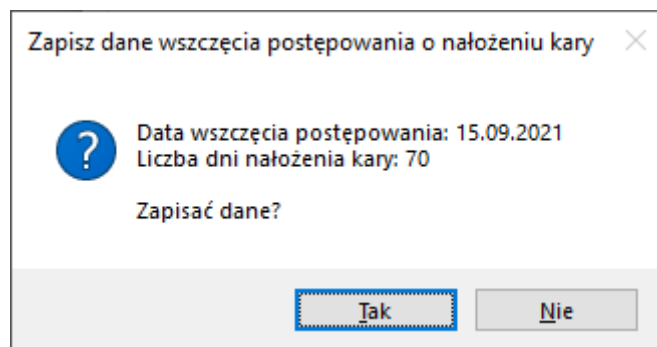 Zapisz dane wszczęcia postępowania o nałożeniu kary
Data wszczęcia postępowania: 15.09.2021
Liczba dni nałożenia kary: 70
Zapisać dane?
Tak
Nie